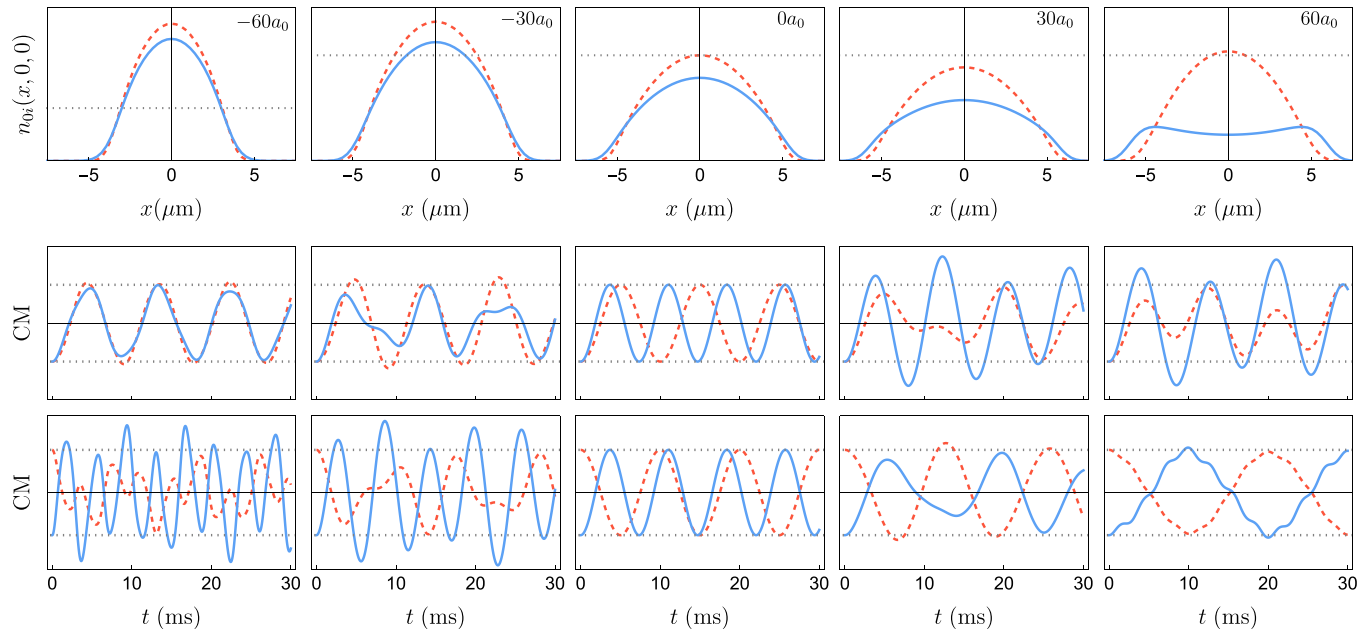 n₀ᵢ(x, 0, 0)
−60a₀
−30a₀
0a₀
30a₀
60a₀
−5 0 5 −5 0 5 −5 0 5 −5 0 5 −5 0 5
x(μm) x (μm) x (μm) x (μm) x (μm)
CM
CM
0 10 20 30 0 10 20 30 0 10 20 30 0 10 20 30 0 10 20 30
t (ms) t (ms) t (ms) t (ms) t (ms)